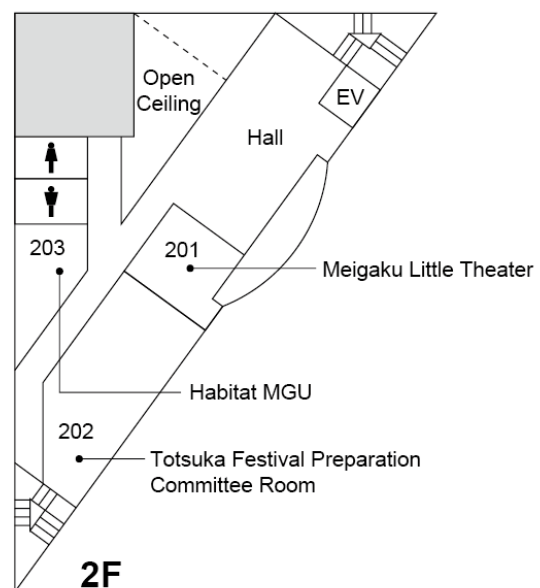 Open
Ceiling
EV
Hall
203
201
Meigaku Little Theater
Habitat MGU
202
Totsuka Festival Preparation
Committee Room
2F